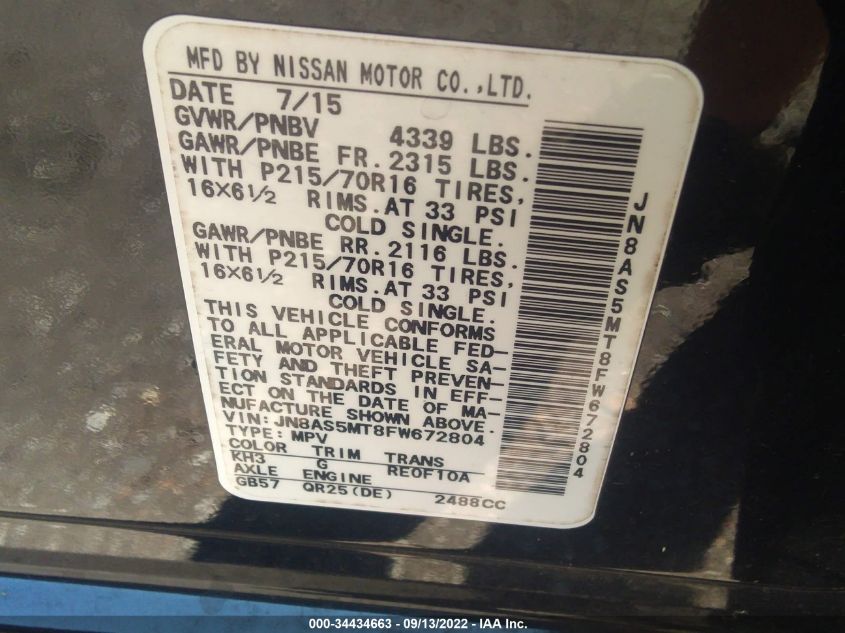 MFD BY NISSAN MOTOR CO.,LTD.
DATE 7/15
GVWR/PNBV 4339 LBS.
GAWR/PNBE FR. 2315 LBS.
WITH P215/70R16 TIRES,
16X6 1/2 RIMS.AT 33 PSI
COLD SINGLE.
GAWR/PNBE RR. 2116 LBS.
WITH P215/70R16 TIRES,
16X6 1/2 RIMS.AT 33 PSI
COLD SINGLE.
THIS VEHICLE CONFORMS
TO ALL APPLICABLE FED-
ERAL MOTOR VEHICLE SA-
FETY AND THEFT PREVEN-
TION STANDARDS IN EFF-
ECT ON THE DATE OF MA-
NUFACTURE SHOWN ABOVE.
VIN: JN8AS5MT8FW672804
TYPE: MPV
COLOR TRIM TRANS
KH3 G RE0F10A
AXLE ENGINE
GB57 QR25(DE) 2488CC
JN8AS5MT8FW672804
000-34434663 - 09/13/2022 - IAA Inc.